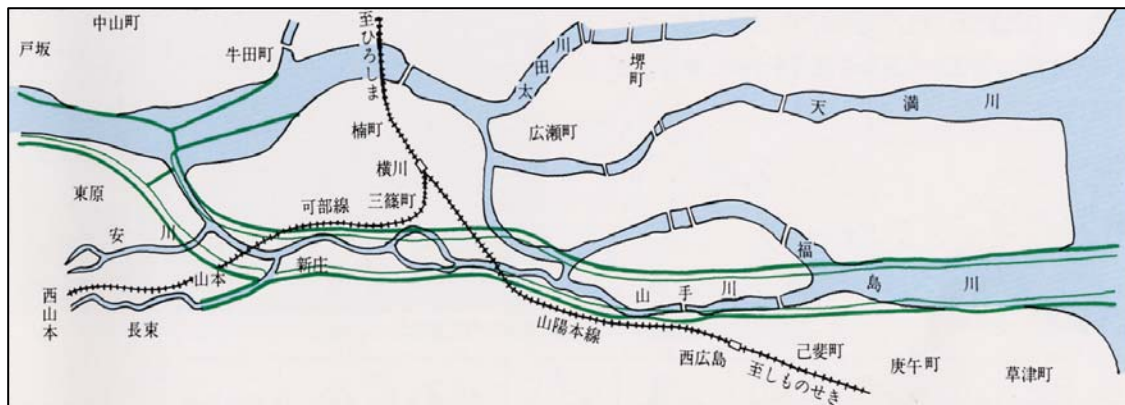 中山町
戸坂
牛田町
至ひろしま
太田川
堺町
楠町
広瀬町
天満川
横川
三篠町
可部線
東原
安川
山本
新庄
西山本
長束
山手川
福島川
山陽本線
西広島
己斐町
至しものせき
庚午町
草津町